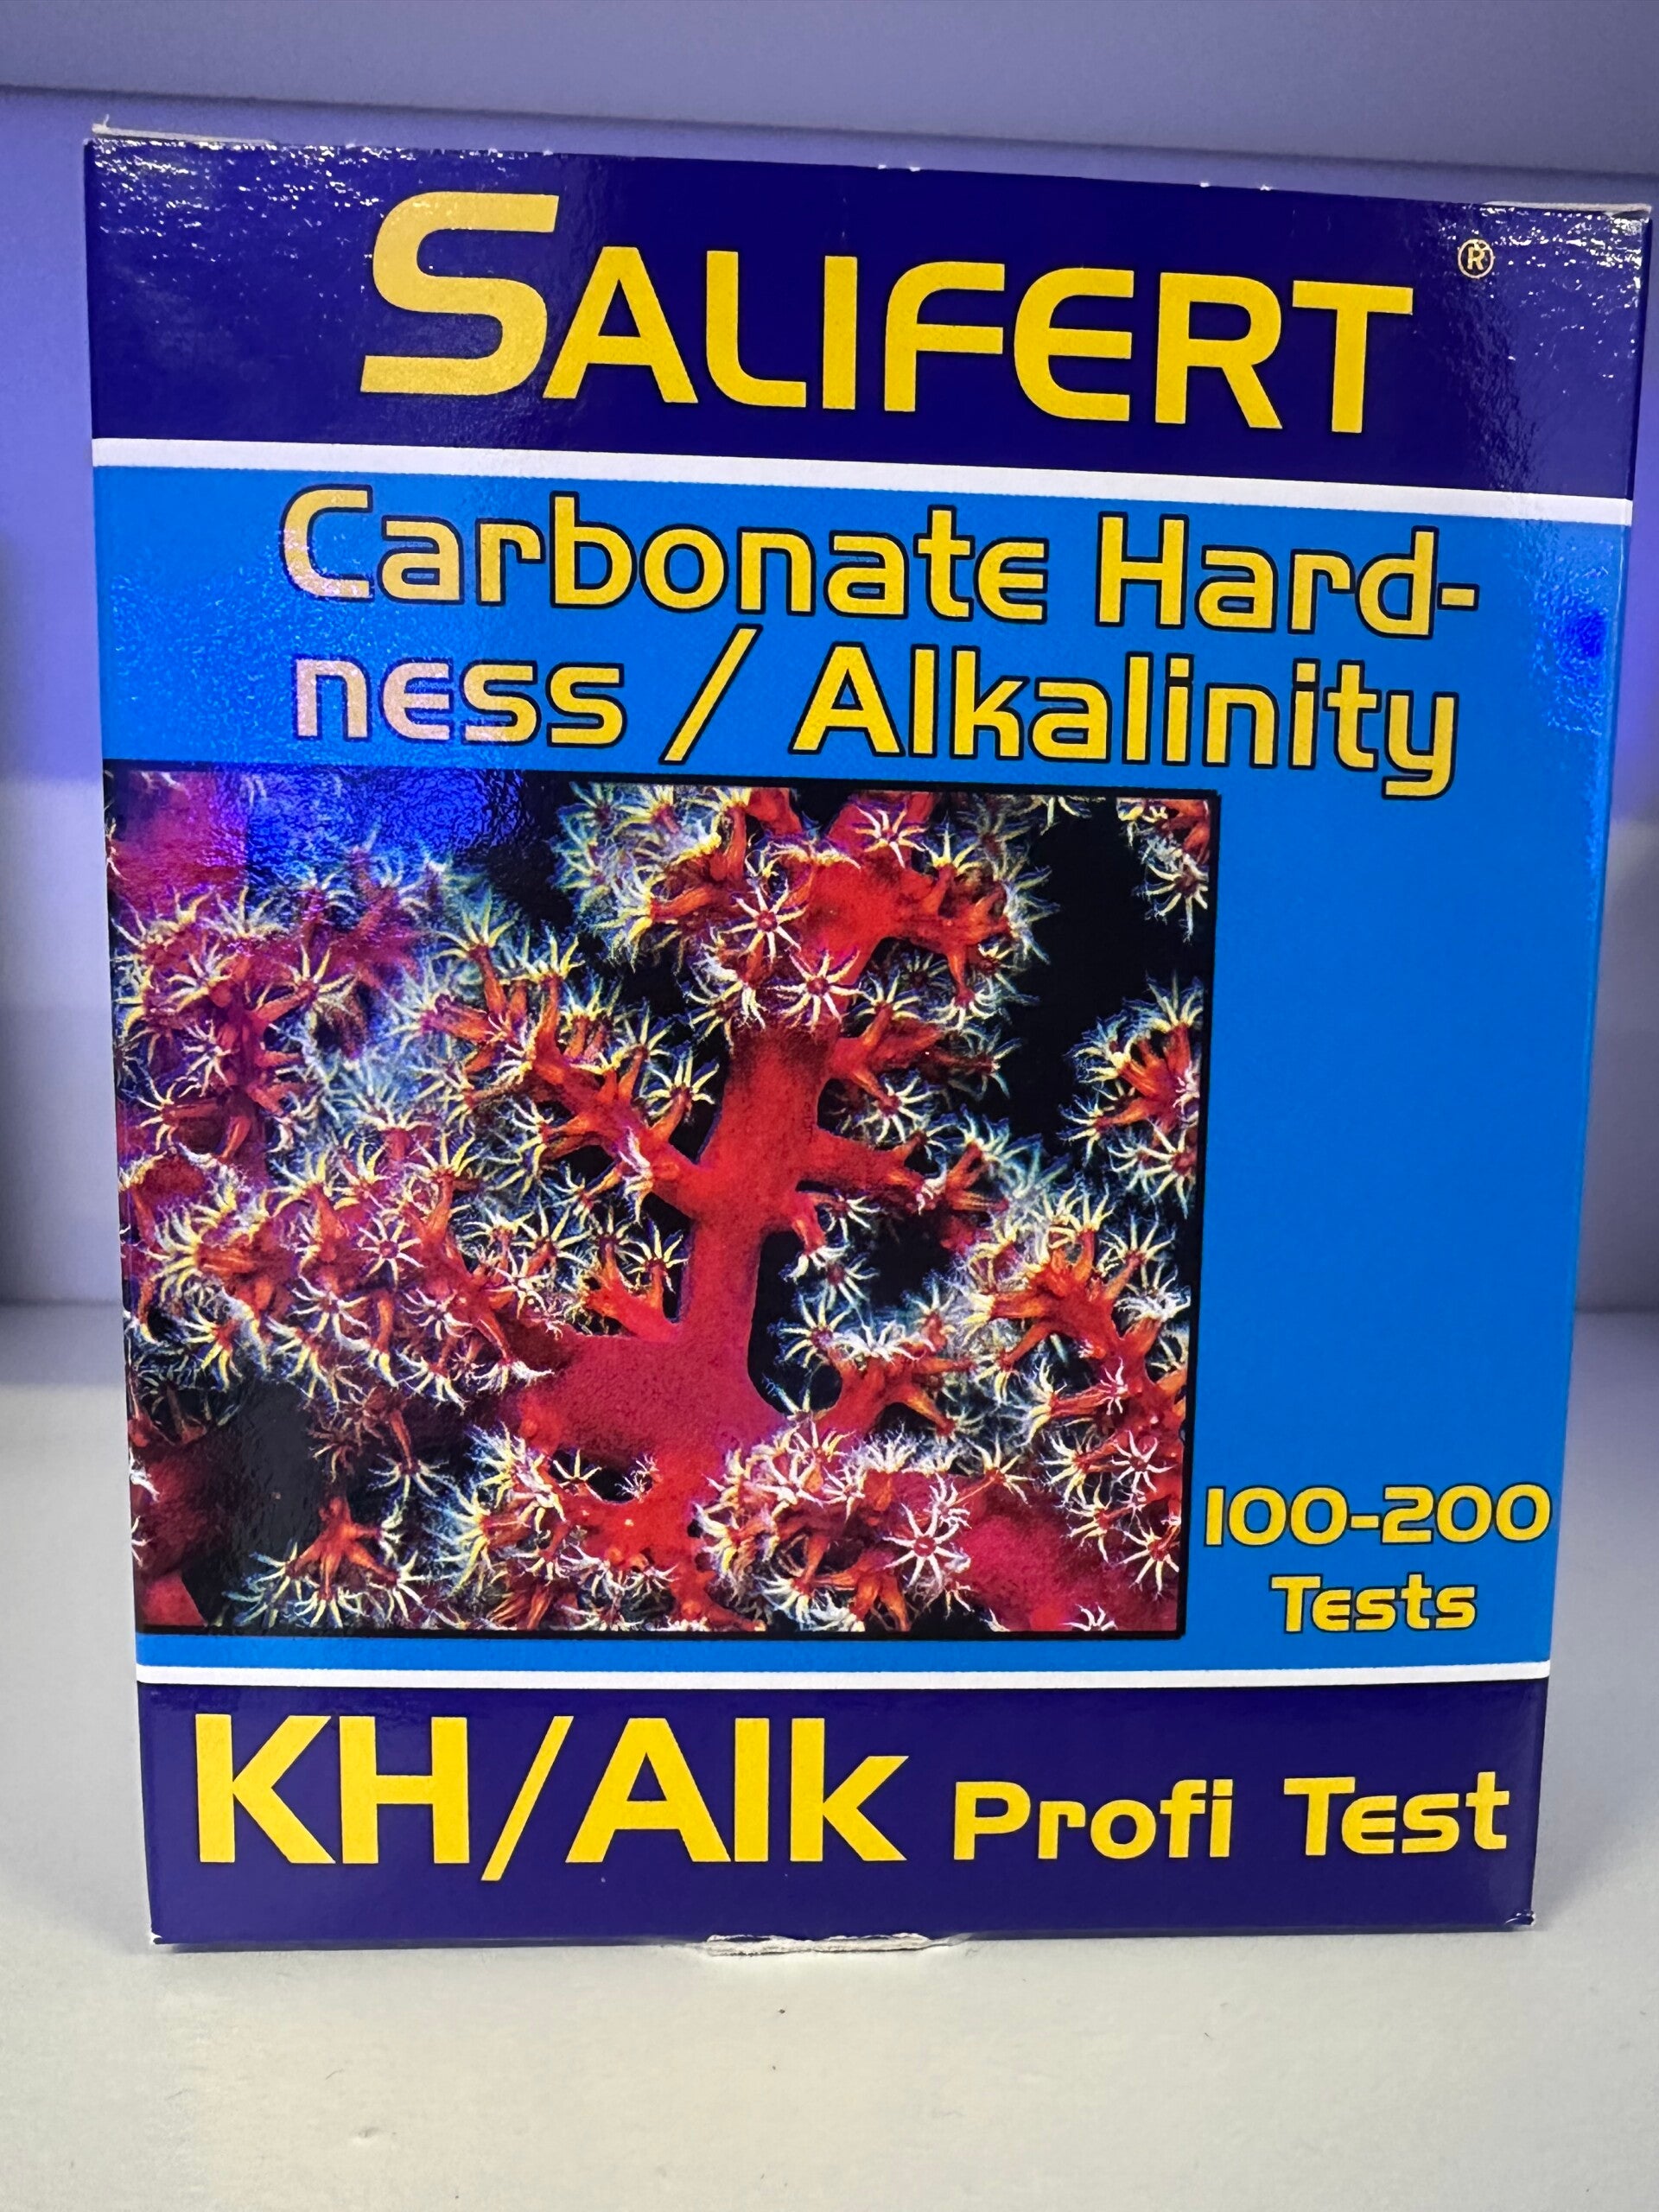 SALIFERT ®
Carbonate Hard-
ness / Alkalinity
100-200
Tests
KH/Alk Profi Test